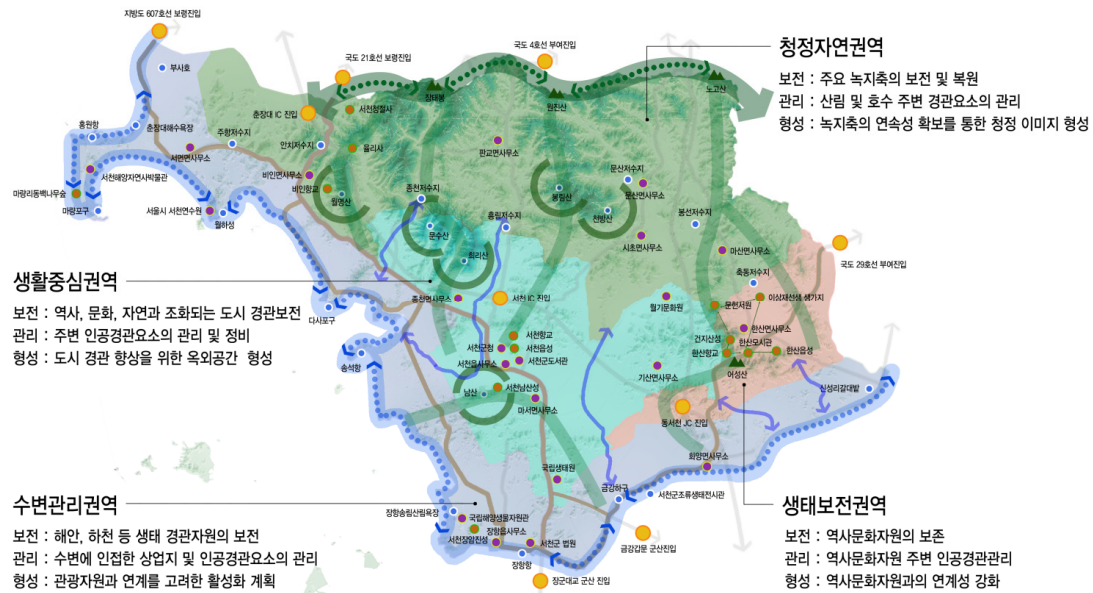 지방도 607호선 보령진입
국도 4호선 부여진입
국도 21호선 보령진입
부사호
장태봉
원진산
노고산
청정자연권역
보전 : 주요 녹지축의 보전 및 복원
관리 : 산림 및 호수 주변 경관요소의 관리
형성 : 녹지축의 연속성 확보를 통한 청정 이미지 형성
춘장대 IC 진입
서천청절사
홍원항
춘장대해수욕장
주항저수지
안치저수지
율리사
판교면사무소
서면면사무소
서천해양자연사박물관
비인면사무소
비인향교
월명산
마량리동백나무숲
마량포구
서울시 서천연수원
월하성
종천저수지
흥림저수지
봉림산
문산저수지
문산면사무소
천방산
봉선저수지
문수산
희리산
시초면사무소
마산면사무소
국도 29호선 부여진입
축동저수지
생활중심권역
보전 : 역사, 문화, 자연과 조화되는 도시 경관보전
관리 : 주변 인공경관요소의 관리 및 정비
형성 : 도시 경관 향상을 위한 옥외공간 형성
다사포구
종천면사무소
서천 IC 진입
월기문화원
문헌서원
이상재선생 생가지
한산면사무소
건지산성
한산모시관
한산향교
한산읍성
어성산
송석항
서천향교
서천군청
서천읍성
서천읍사무소
서천군도서관
기산면사무소
남산
서천남산성
마서면사무소
신성리갈대밭
동서천 JC 진입
화양면사무소
국립생태원
금강하구
서천군조류생태전시관
수변관리권역
보전 : 해안, 하천 등 생태 경관자원의 보전
관리 : 수변에 인접한 상업지 및 인공경관요소의 관리
형성 : 관광자원과 연계를 고려한 활성화 계획
장항송림산림욕장
국립해양생물자원관
서천장암진성
장항읍사무소
서천군 법원
장항항
금강갑문 군산진입
장군대교 군산 진입
생태보전권역
보전 : 역사문화자원의 보존
관리 : 역사문화자원 주변 인공경관관리
형성 : 역사문화자원과의 연계성 강화